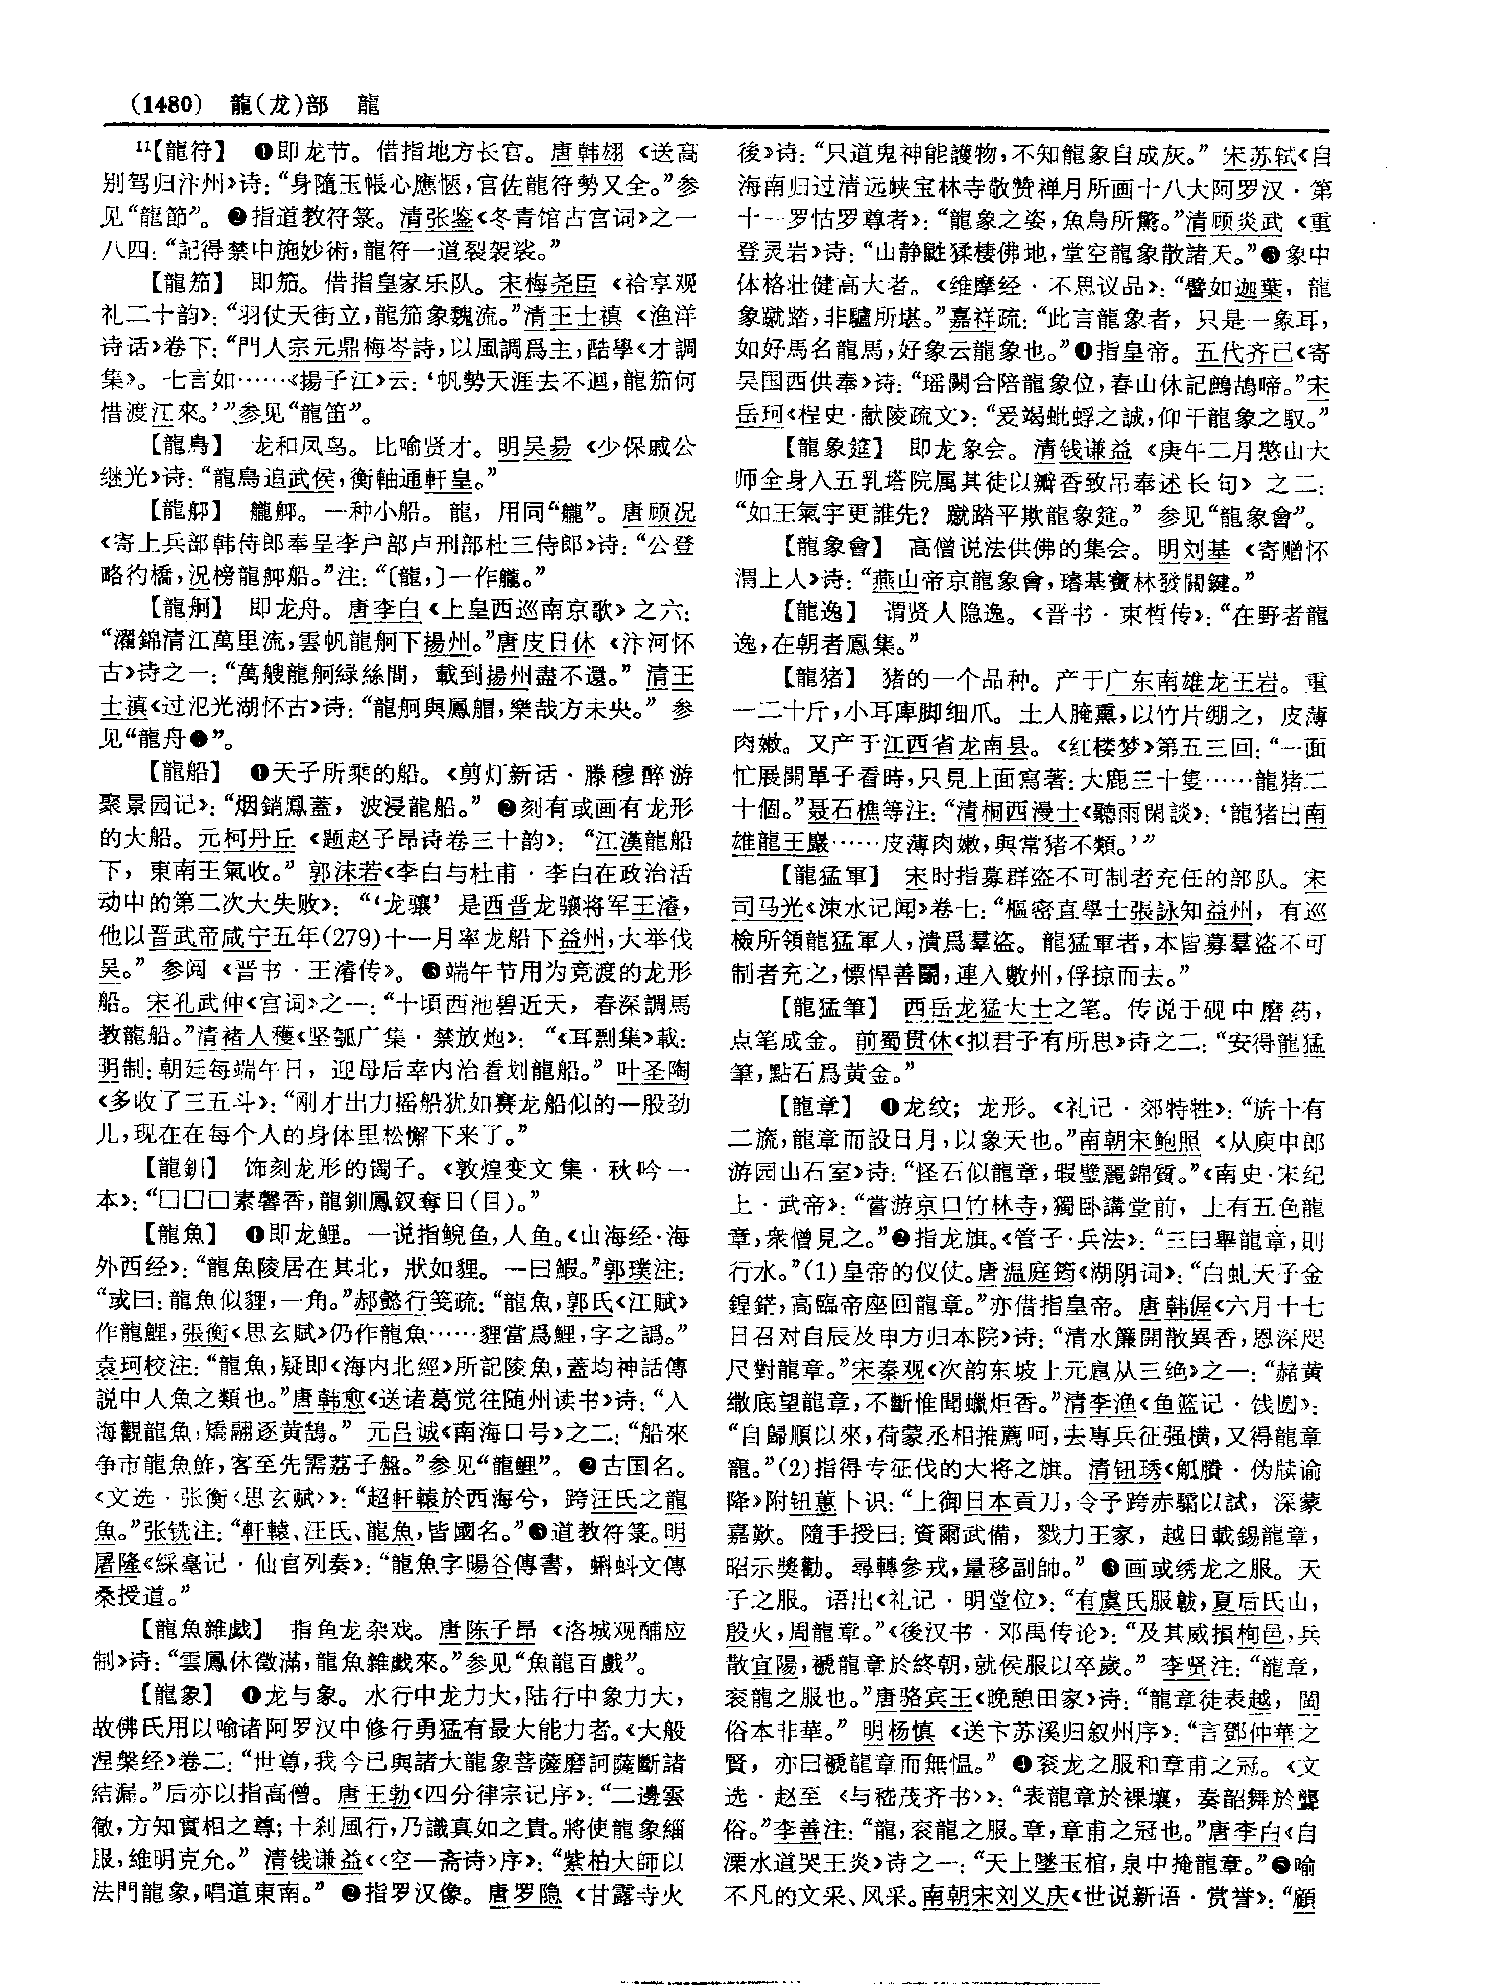 (1480) 龍(龙)部 龍
¹¹【龍符】 ❶即龙节。借指地方长官。唐韩翃《送高
别驾归汴州》诗：“身隨玉帳心應愜，官佐龍符勢又全。”参
见“龍節”。❷指道教符箓。清张鉴《冬青馆古宫词》之一
八四：“記得禁中施妙術，龍符一道裂袈裟。”
【龍笳】 即笳。借指皇家乐队。宋梅尧臣《袷享观
礼二十韵》：“羽仗天街立，龍笳象魏流。”清王士禛《渔洋
诗话》卷下：“門人宗元鼎梅岑詩，以風調爲主，酷學《才調
集》。七言如……《揚子江》云：‘帆勢天涯去不迴，龍笳何
惜渡江來。’”参见“龍笛”。
【龍鳥】 龙和凤鸟。比喻贤才。明吴易《少保戚公
继光》诗：“龍鳥追武侯，衡軸通軒皇。”
【龍䑠】 䑠。一种小船。龍，用同“艫”。唐顾况
《寄上兵部韩侍郎奉呈李户部卢刑部杜三侍郎》诗：“公登
略彴橋，況榜龍䑠船。”注：“〔龍，〕一作。”
【龍舸】 即龙舟。唐李白《上皇西巡南京歌》之六：
“濯錦清江萬里流，雲帆龍舸下揚州。”唐皮日休《汴河怀
古》诗之一：“萬艘龍舸緑絲間，載到揚州盡不還。”清王
士禛《过氾光湖怀古》诗：“龍舸與鳳艒，樂哉方未央。”参
见“龍舟❶”。
【龍船】 ❶天子所乘的船。《剪灯新话·滕穆醉游
聚景园记》：“烟銷鳳蓋，波浸龍船。”❷刻有或画有龙形
的大船。元柯丹丘《题赵子昂诗卷三十韵》：“江漢龍船
下，東南王氣收。”郭沫若《李白与杜甫·李白在政治活
动中的第二次大失败》：“‘龙骧’是西晋龙骧将军王濬，
他以晋武帝咸宁五年(279)十一月率龙船下益州，大举伐
吴。”参阅《晋书·王濬传》。❸端午节用为竞渡的龙形
船。宋孔武仲《宫词》之一：“十頃西池碧近天，春深調馬
教龍船。”清褚人穫《坚瓠广集·禁放炮》：“《耳剽集》載：
明制：朝廷每端午日，迎母后幸内治看划龍船。”叶圣陶
《多收了三五斗》：“刚才出力摇船犹如赛龙船似的一股劲
儿，现在在每个人的身体里松懈下来了。”
【龍釧】 饰刻龙形的镯子。《敦煌变文集·秋吟一
本》：“□□□素馨香，龍釧鳳釵奪日(目)。”
【龍魚】 ❶即龙鲤。一说指鲵鱼，人鱼。《山海经·海
外西经》：“龍魚陵居在其北，狀如貍。一曰鰕。”郭璞注：
“或曰：龍魚似貍，一角。”郝懿行笺疏：“龍魚，郭氏《江賦》
作龍鯉，張衡《思玄賦》仍作龍魚……貍當爲鯉，字之譌。”
袁珂校注：“龍魚，疑即《海内北經》所記陵魚，蓋均神話傳
説中人魚之類也。”唐韩愈《送诸葛觉往随州读书》诗：“入
海觀龍魚，矯翮逐黄鵠。”元吕诚《南海口号》之二：“船來
争市龍魚鮓，客至先需荔子盤。”参见“龍鯉”。❷古国名。
《文选·张衡〈思玄赋〉》：“超軒轅於西海兮，跨汪氏之龍
魚。”张铣注：“軒轅、汪氏、龍魚，皆國名。”❸道教符箓。明
屠隆《綵毫记·仙官列奏》：“龍魚字暘谷傳書，蝌蚪文傳
桑授道。”
【龍魚雜戲】 指鱼龙杂戏。唐陈子昂《洛城观酺应
制》诗：“雲鳳休徵滿，龍魚雜戲來。”参见“魚龍百戲”。
【龍象】 ❶龙与象。水行中龙力大，陆行中象力大，
故佛氏用以喻诸阿罗汉中修行勇猛有最大能力者。《大般
涅槃经》卷二：“世尊，我今已與諸大龍象菩薩磨訶薩斷諸
結漏。”后亦以指高僧。唐王勃《四分律宗记序》：“二邊雲
徹，方知實相之尊；十刹風行，乃識真如之貴。將使龍象緇
服，維明克允。”清钱谦益《〈空一斋诗〉序》：“紫柏大師以
法門龍象，唱道東南。”❷指罗汉像。唐罗隐《甘露寺火
後》诗：“只道鬼神能護物，不知龍象自成灰。”宋苏轼《自
海南归过清远峡宝林寺敬赞禅月所画十八大阿罗汉·第
十一罗怙罗尊者》：“龍象之姿，魚鳥所驚。”清顾炎武《重
登灵岩》诗：“山静鼪猱棲佛地，堂空龍象散諸天。”❸象中
体格壮健高大者。《维摩经·不思议品》：“譬如迦葉，龍
象蹴踏，非驢所堪。”嘉祥疏：“此言龍象者，只是一象耳，
如好馬名龍馬，好象云龍象也。”❹指皇帝。五代齐己《寄
吴国西供奉》诗：“瑶闕合陪龍象位，春山休記鷓鴣啼。”宋
岳珂《桯史·献陵疏文》：“爰竭蚍蜉之誠，仰干龍象之馭。”
【龍象筵】 即龙象会。清钱谦益《庚午二月憨山大
师全身入五乳塔院属其徒以瓣香致吊奉述长句》之二：
“如王氣宇更誰先？蹴踏平欺龍象筵。”参见“龍象會”。
【龍象會】 高僧说法供佛的集会。明刘基《寄赠怀
渭上人》诗：“燕山帝京龍象會，琦基寶林發關鍵。”
【龍逸】 谓贤人隐逸。《晋书·束皙传》：“在野者龍
逸，在朝者鳳集。”
【龍猪】 猪的一个品种。产于广东南雄龙王岩。重
一二十斤，小耳庳脚细爪。土人腌熏，以竹片绷之，皮薄
肉嫩。又产于江西省龙南县。《红楼梦》第五三回：“一面
忙展開單子看時，只見上面寫著：大鹿三十隻……龍猪二
十個。”聂石樵等注：“清桐西漫士《聽雨閑談》：‘龍猪出南
雄龍王巖……皮薄肉嫩，與常猪不類。’”
【龍猛軍】 宋时指募群盗不可制者充任的部队。宋
司马光《涑水记闻》卷七：“樞密直學士張詠知益州，有巡
檢所領龍猛軍人，潰爲羣盜。龍猛軍者，本皆募羣盜不可
制者充之，慓悍善鬭，連入數州，俘掠而去。”
【龍猛筆】 西岳龙猛大士之笔。传说于砚中磨药，
点笔成金。前蜀贯休《拟君子有所思》诗之二：“安得龍猛
筆，點石爲黄金。”
【龍章】 ❶龙纹；龙形。《礼记·郊特牲》：“旂十有
二旒，龍章而設日月，以象天也。”南朝宋鲍照《从庾中郎
游园山石室》诗：“怪石似龍章，瑕璧麗錦質。”《南史·宋纪
上·武帝》：“嘗游京口竹林寺，獨卧講堂前，上有五色龍
章，衆僧見之。”❷指龙旗。《管子·兵法》：“三曰舉龍章，則
行水。”(1)皇帝的仪仗。唐温庭筠《湖阴词》：“白虬天子金
鍠鋩，高臨帝座回龍章。”亦借指皇帝。唐韩偓《六月十七
日召对自辰及申方归本院》诗：“清水簾開散異香，恩深咫
尺對龍章。”宋秦观《次韵东坡上元扈从三绝》之一：“赭黄
繖底望龍章，不斷惟聞蠟炬香。”清李渔《鱼篮记·饯园》：
“自歸順以來，荷蒙丞相推薦呵，去專兵征强横，又得龍章
寵。”(2)指得专征伐的大将之旗。清钮琇《觚賸·伪牍谕
降》附钮蕙卜识：“上御日本貢刀，令予跨赤騮以試，深蒙
嘉歎。隨手授曰：資爾武備，戮力王家，越日載錫龍章，
昭示獎勸。尋轉参戎，量移副帥。”❸画或绣龙之服。天
子之服。语出《礼记·明堂位》：“有虞氏服韍，夏后氏山，
殷火，周龍章。”《後汉书·邓禹传论》：“及其威損栒邑，兵
散宜陽，褫龍章於終朝，就侯服以卒歲。”李贤注：“龍章，
衮龍之服也。”唐骆宾王《晚憩田家》诗：“龍章徒表越，閩
俗本非華。”明杨慎《送卞苏溪归叙州序》：“言鄧仲華之
賢，亦曰褫龍章而無愠。”❹衮龙之服和章甫之冠。《文
选·赵至〈与嵇茂齐书〉》：“表龍章於裸壤，奏韶舞於聾
俗。”李善注：“龍，衮龍之服。章，章甫之冠也。”唐李白《自
溧水道哭王炎》诗之一：“天上墜玉棺，泉中掩龍章。”❺喻
不凡的文采、风采。南朝宋刘义庆《世说新语·赏誉》：“顧